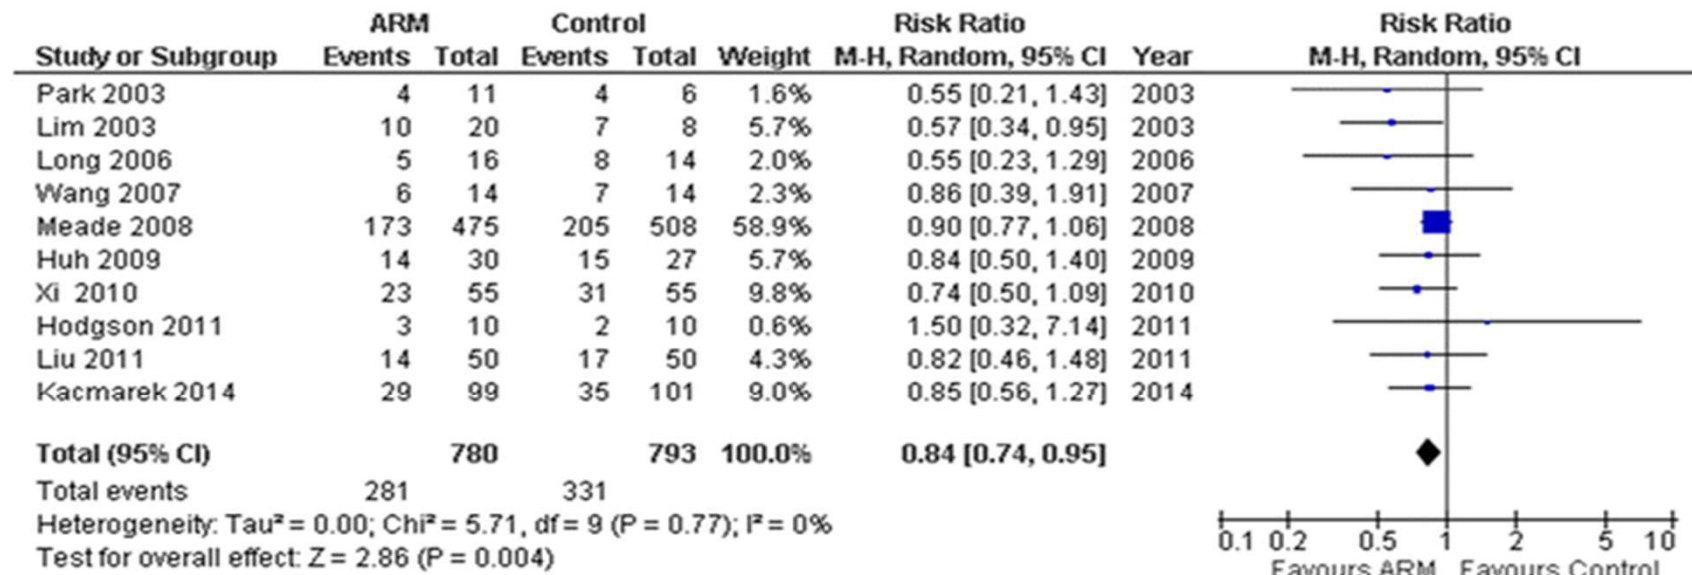 ARM Control Risk Ratio Risk Ratio
Study or Subgroup Events Total Events Total Weight M-H, Random, 95% CI Year M-H, Random, 95% CI
Park 2003 4 11 4 6 1.6% 0.55 [0.21, 1.43] 2003
Lim 2003 10 20 7 8 5.7% 0.57 [0.34, 0.95] 2003
Long 2006 5 16 8 14 2.0% 0.55 [0.23, 1.29] 2006
Wang 2007 6 14 7 14 2.3% 0.86 [0.39, 1.91] 2007
Meade 2008 173 475 205 508 58.9% 0.90 [0.77, 1.06] 2008
Huh 2009 14 30 15 27 5.7% 0.84 [0.50, 1.40] 2009
Xi 2010 23 55 31 55 9.8% 0.74 [0.50, 1.09] 2010
Hodgson 2011 3 10 2 10 0.6% 1.50 [0.32, 7.14] 2011
Liu 2011 14 50 17 50 4.3% 0.82 [0.46, 1.48] 2011
Kacmarek 2014 29 99 35 101 9.0% 0.85 [0.56, 1.27] 2014
Total (95% CI) 780 793 100.0% 0.84 [0.74, 0.95]
Total events 281 331
Heterogeneity: Tau² = 0.00; Chi² = 5.71, df = 9 (P = 0.77); I² = 0%
Test for overall effect: Z = 2.86 (P = 0.004)
0.1 0.2 0.5 1 2 5 10
Favours ARM Favours Control